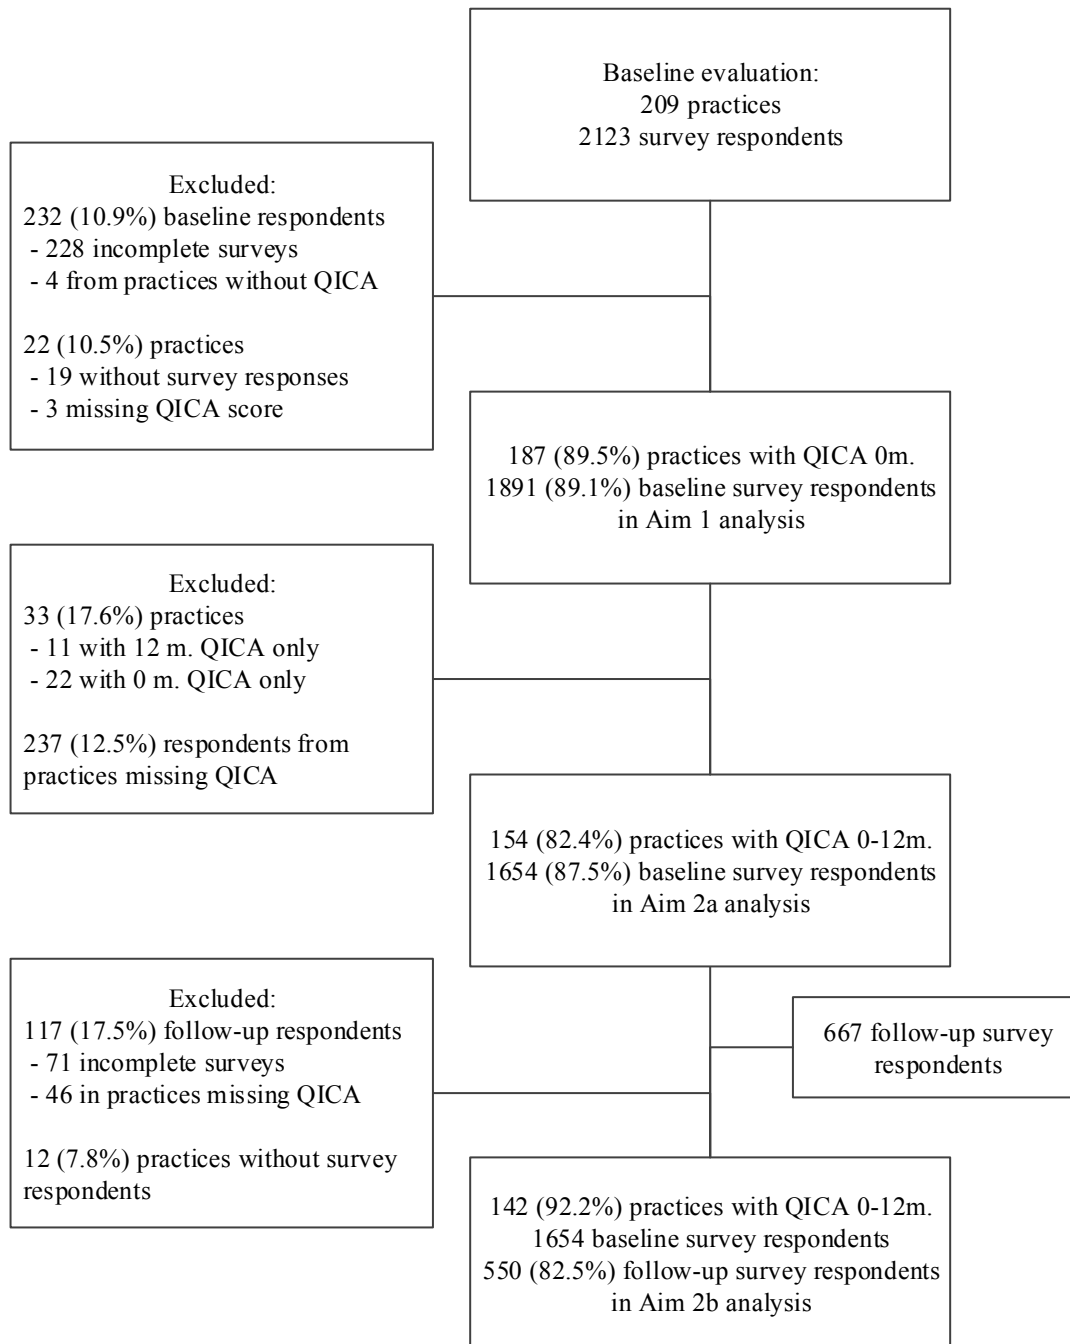 Baseline evaluation:
209 practices
2123 survey respondents
Excluded:
232 (10.9%) baseline respondents
- 228 incomplete surveys
- 4 from practices without QICA
22 (10.5%) practices
- 19 without survey responses
- 3 missing QICA score
187 (89.5%) practices with QICA 0m.
1891 (89.1%) baseline survey respondents
in Aim 1 analysis
Excluded:
33 (17.6%) practices
- 11 with 12 m. QICA only
- 22 with 0 m. QICA only
237 (12.5%) respondents from
practices missing QICA
154 (82.4%) practices with QICA 0-12m.
1654 (87.5%) baseline survey respondents
in Aim 2a analysis
Excluded:
117 (17.5%) follow-up respondents
- 71 incomplete surveys
- 46 in practices missing QICA
12 (7.8%) practices without survey
respondents
667 follow-up survey
respondents
142 (92.2%) practices with QICA 0-12m.
1654 baseline survey respondents
550 (82.5%) follow-up survey respondents
in Aim 2b analysis